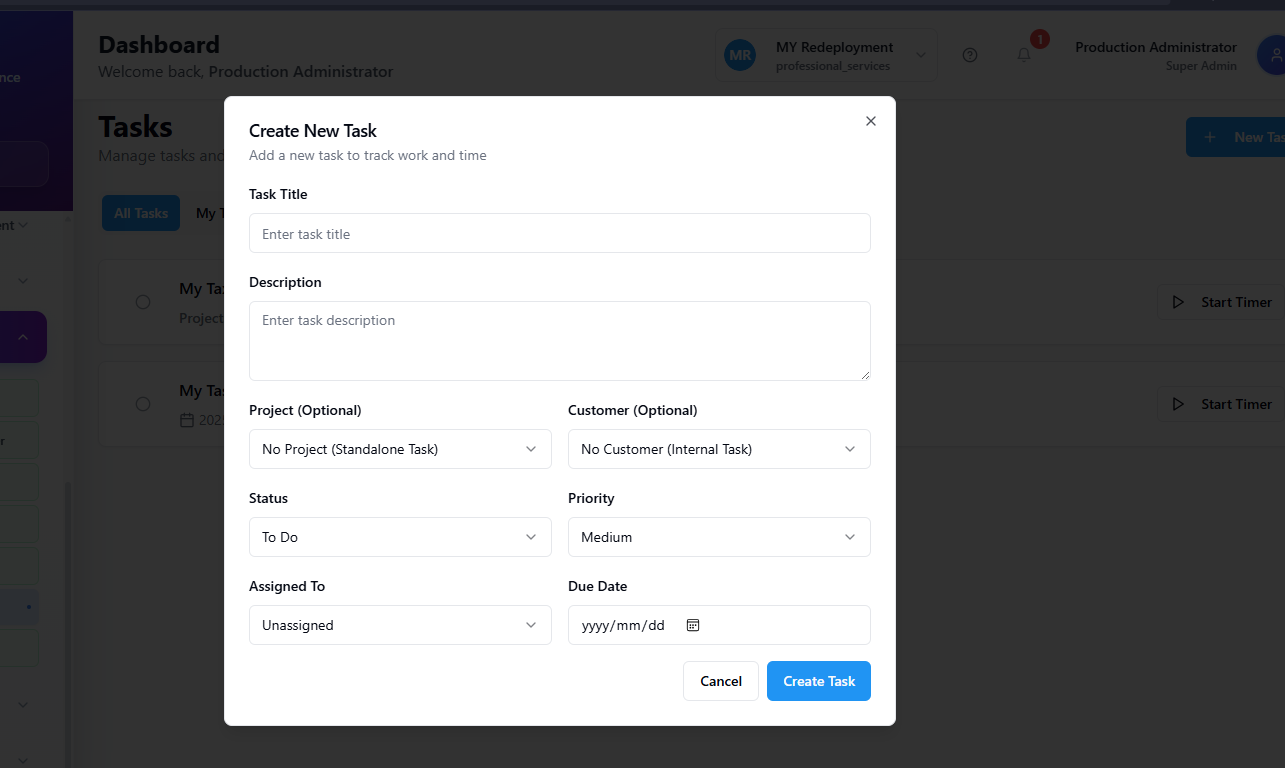 Dashboard
Welcome back, Production Administrator
MR
MY Redeployment
professional_services
1
Production Administrator
Super Admin
Tasks
Manage tasks and
New Tas
All Tasks
My T
My Ta
Project
Start Timer
My Tas
202
Start Timer
nce
ent
r
Create New Task
Add a new task to track work and time
Task Title
Enter task title
Description
Enter task description
Project (Optional)
Customer (Optional)
No Project (Standalone Task)
No Customer (Internal Task)
Status
Priority
To Do
Medium
Assigned To
Due Date
Unassigned
yyyy/mm/dd
Cancel
Create Task